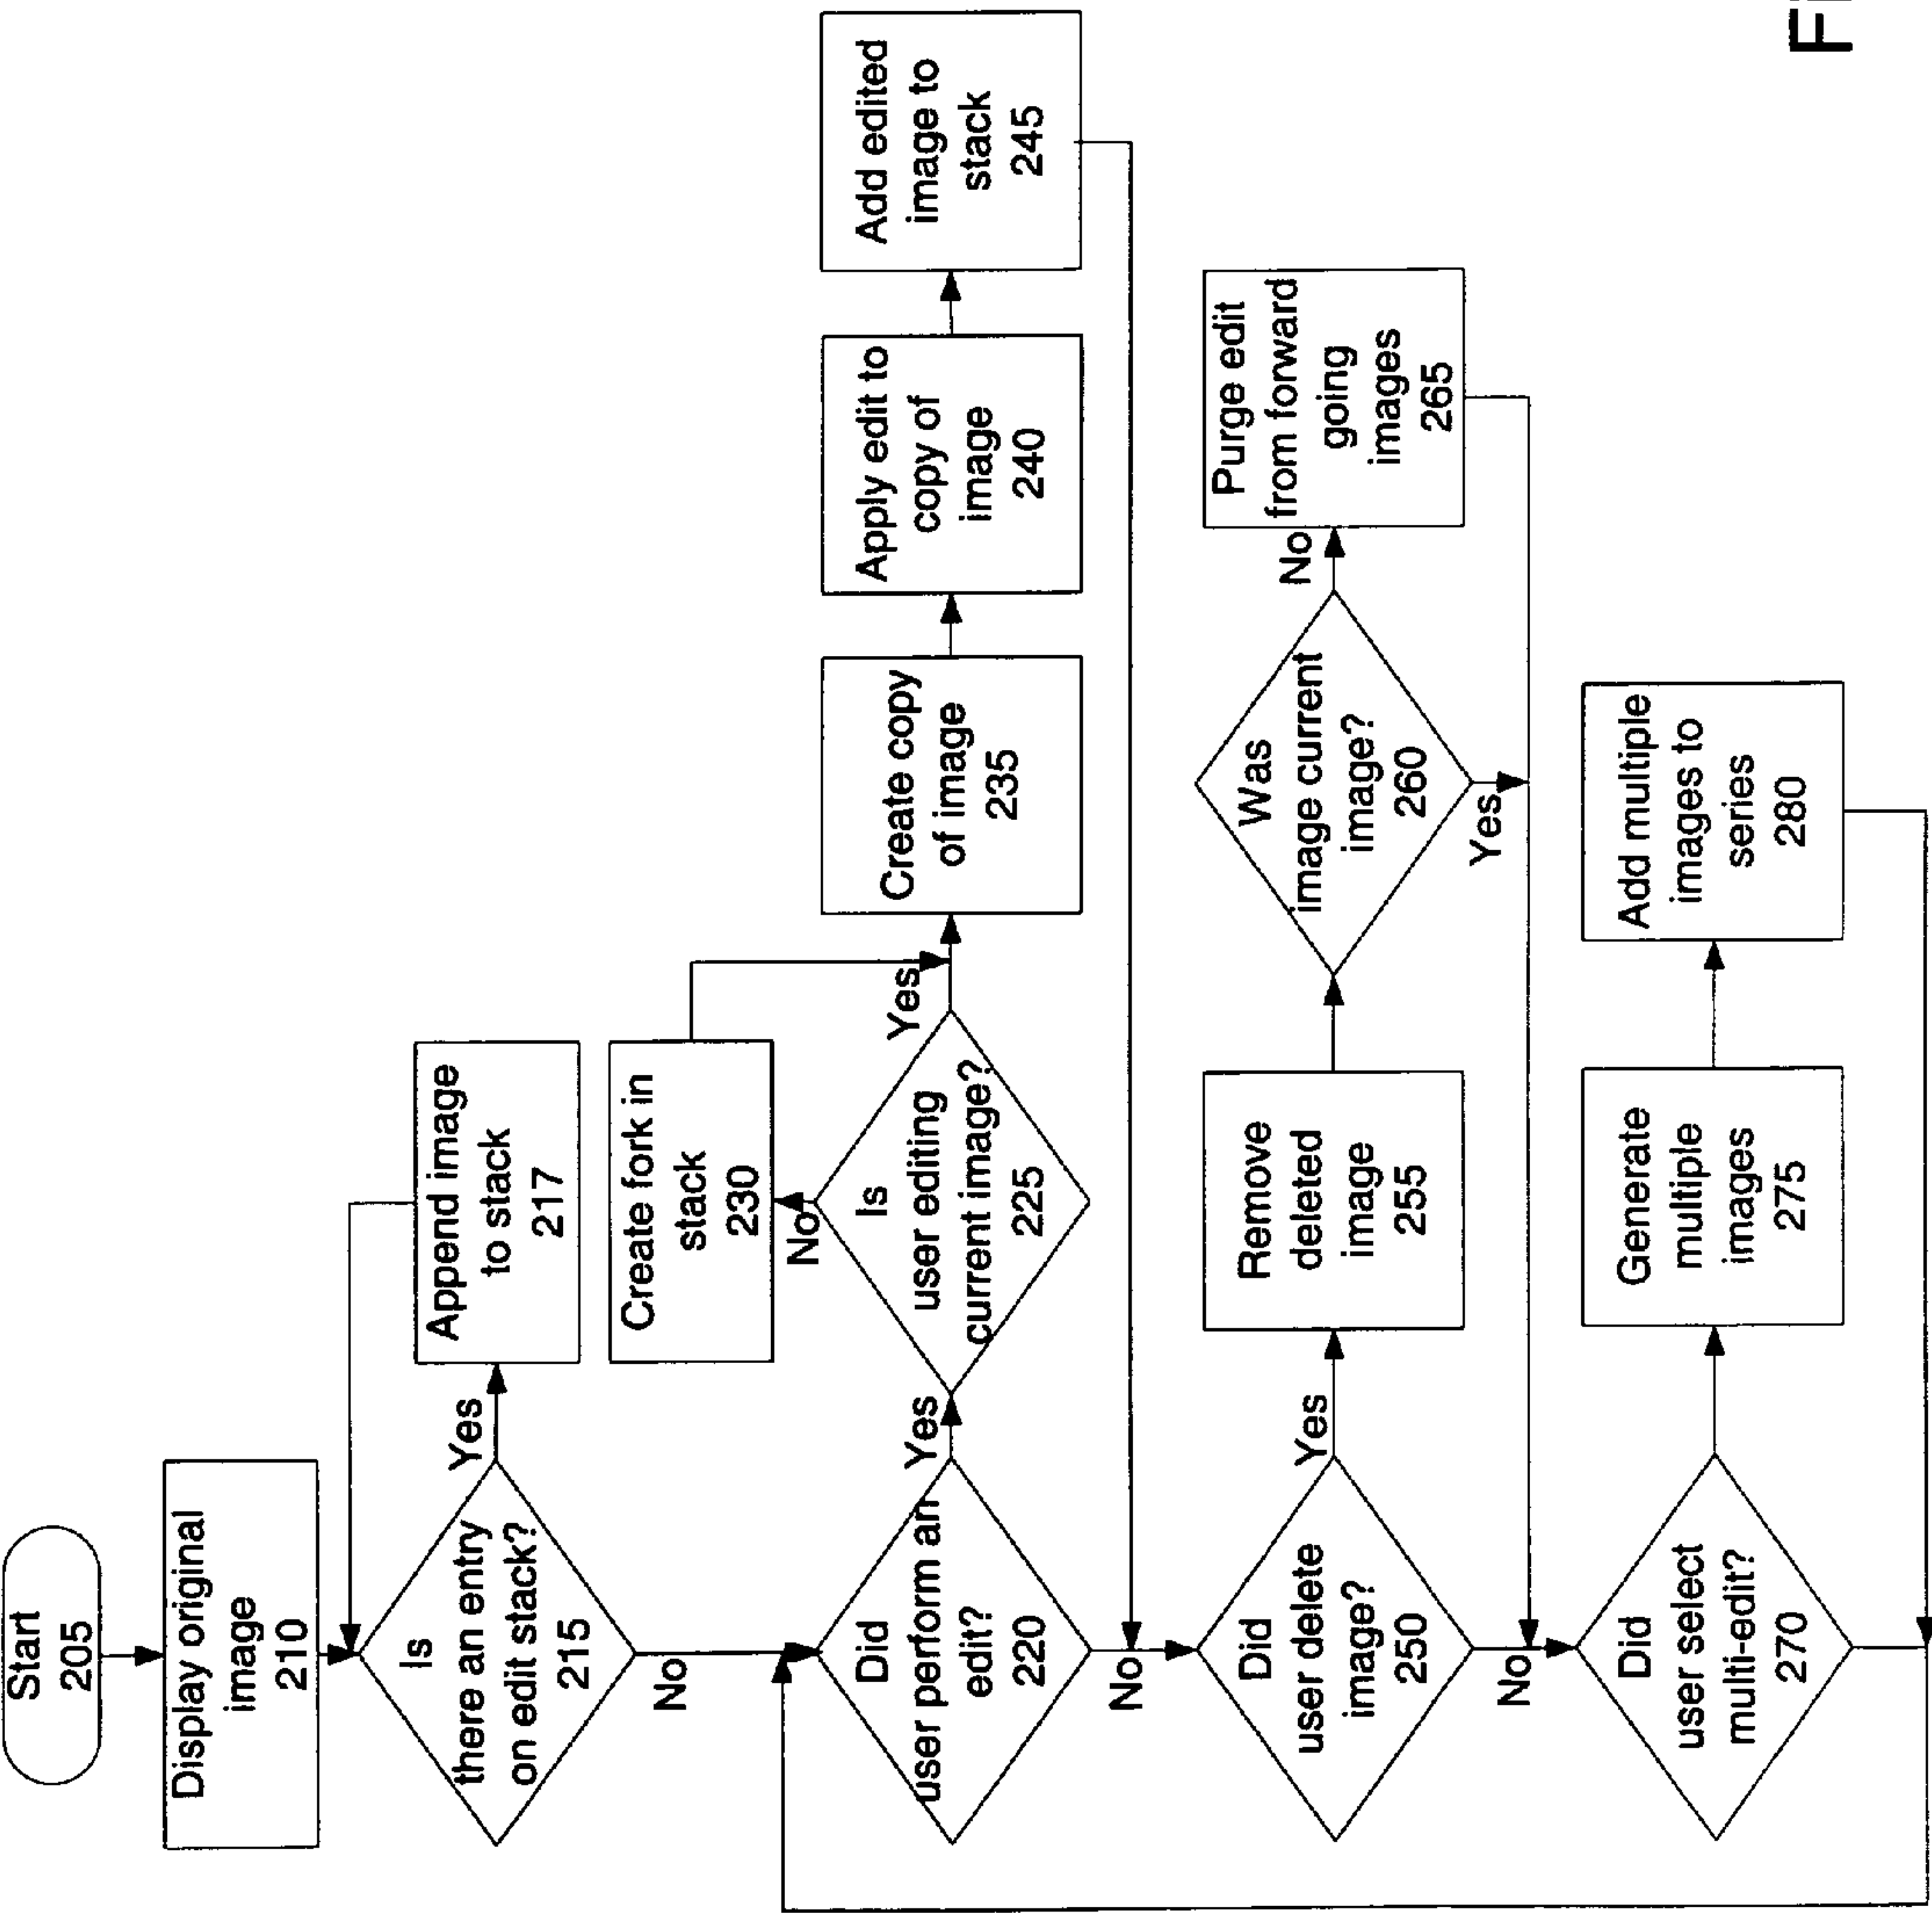 Start
205
Display original
image
210
Is
there an entry
on edit stack?
215
Yes
Append image
to stack
217
No
Did
user perform an
edit?
220
Yes
Is
user editing
current image?
225
No
Create fork in
stack
230
Yes
Create copy
of image
235
Apply edit to
copy of
image
240
Add edited
image to
stack
245
No
Did
user delete
image?
250
Yes
Remove
deleted
image
255
Was
image current
image?
260
No
Purge edit
from forward
going
images
265
Yes
No
Did
user select
multi-edit?
270
Generate
multiple
images
275
Add multiple
images to
series
280